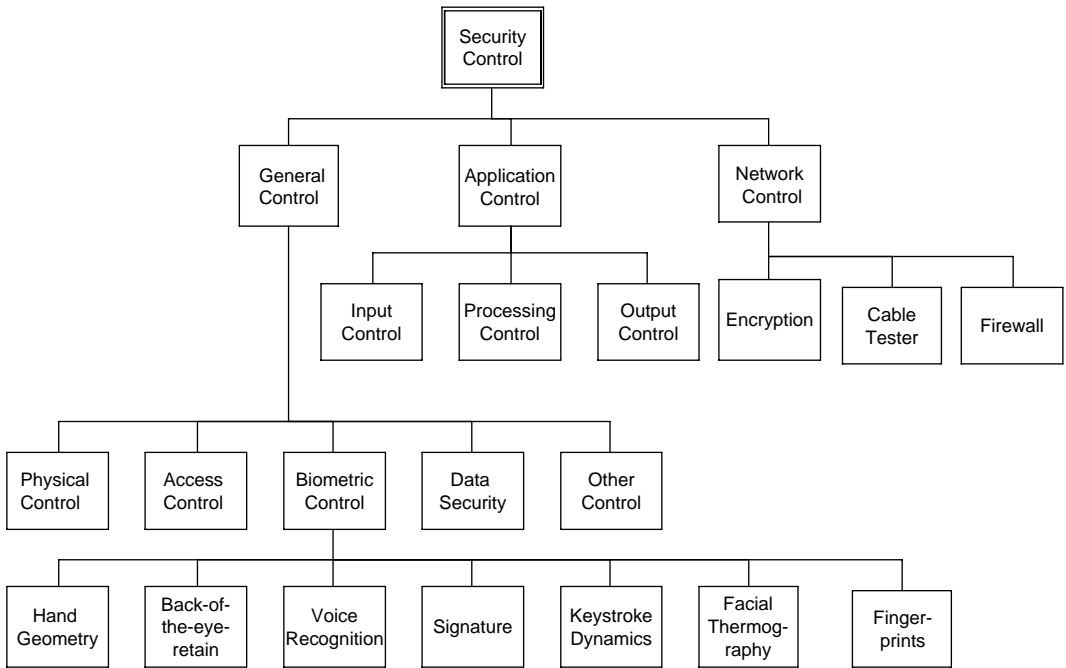 Security
Control
General
Control
Application
Control
Network
Control
Input
Control
Processing
Control
Output
Control
Encryption
Cable
Tester
Firewall
Physical
Control
Access
Control
Biometric
Control
Data
Security
Other
Control
Hand
Geometry
Back-of-
the-eye-
retain
Voice
Recognition
Signature
Keystroke
Dynamics
Facial
Thermog-
raphy
Finger-
prints